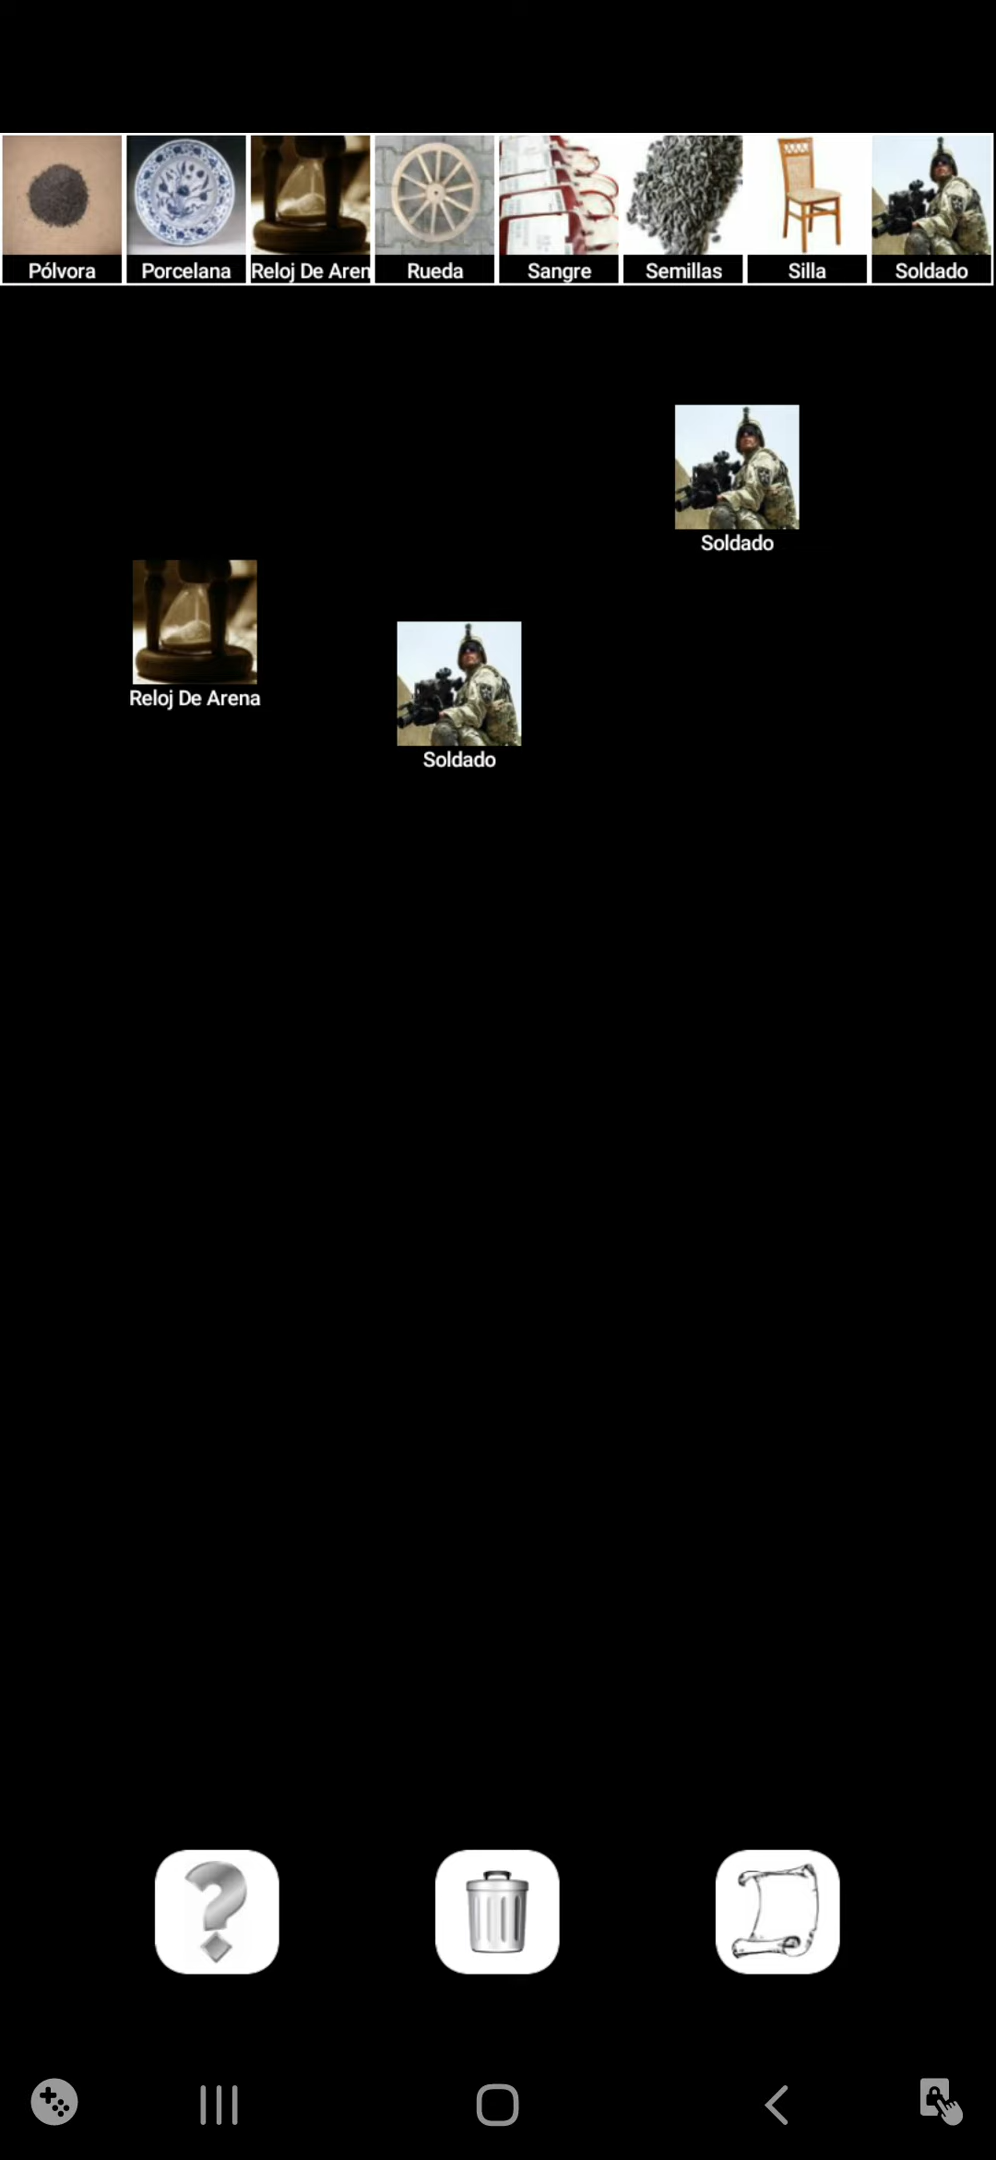 Pólvora
Porcelana
Reloj De Aren
Rueda
Sangre
Semillas
Silla
Soldado
Soldado
Reloj De Arena
Soldado